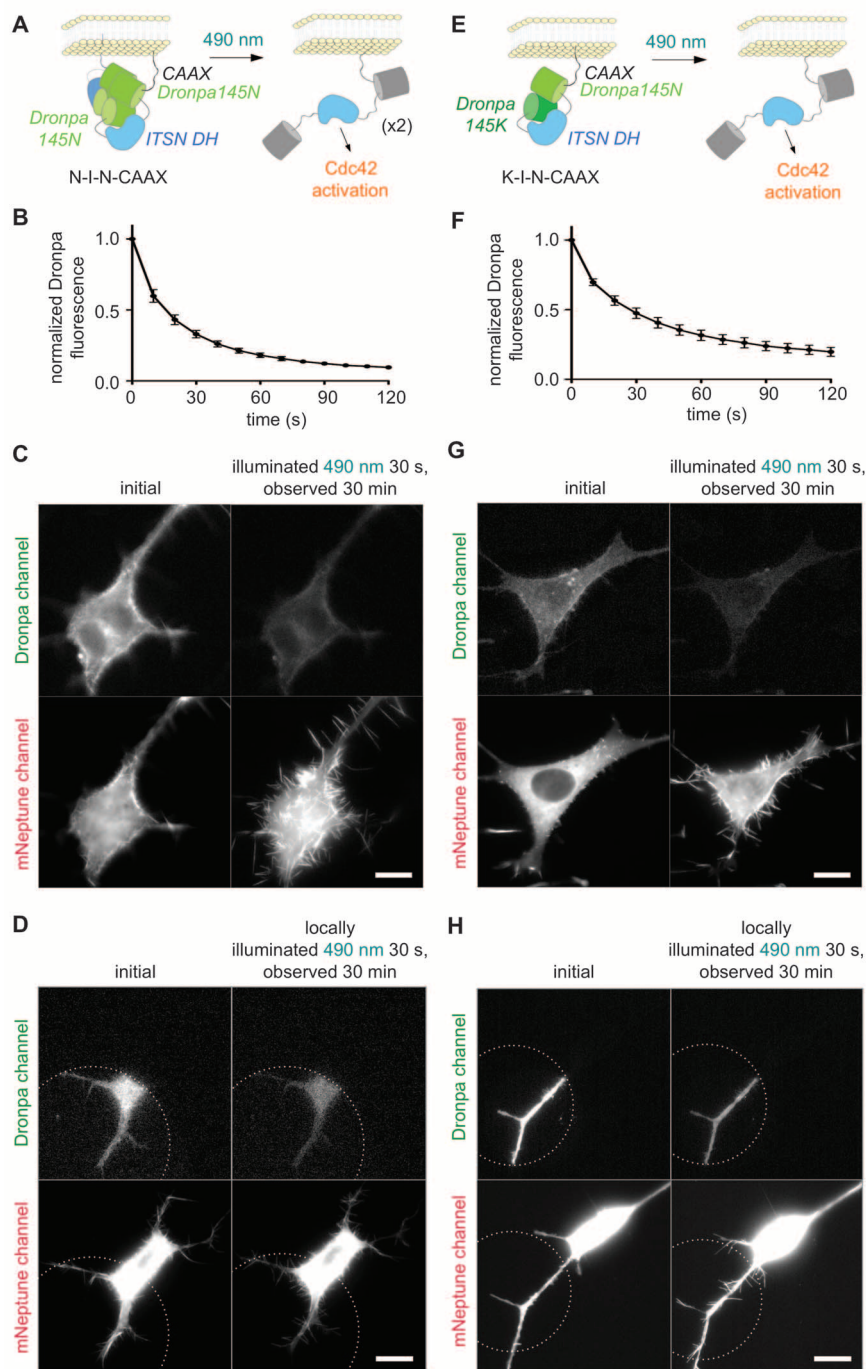 A
490 nm
CAAX
Dronpa145N
Dronpa
145N
ITSN DH
(x2)
Cdc42
activation
N-I-N-CAAX
B
normalized Dronpa
fluorescence
1.0
0.5
0.0
0 30 60 90 120
time (s)
C
initial
illuminated 490 nm 30 s,
observed 30 min
Dronpa channel
mNeptune channel
D
initial
locally
illuminated 490 nm 30 s,
observed 30 min
Dronpa channel
mNeptune channel
E
490 nm
CAAX
Dronpa145N
Dronpa
145K
ITSN DH
Cdc42
activation
K-I-N-CAAX
F
normalized Dronpa
fluorescence
1.0
0.5
0.0
0 30 60 90 120
time (s)
G
initial
illuminated 490 nm 30 s,
observed 30 min
Dronpa channel
mNeptune channel
H
initial
locally
illuminated 490 nm 30 s,
observed 30 min
Dronpa channel
mNeptune channel